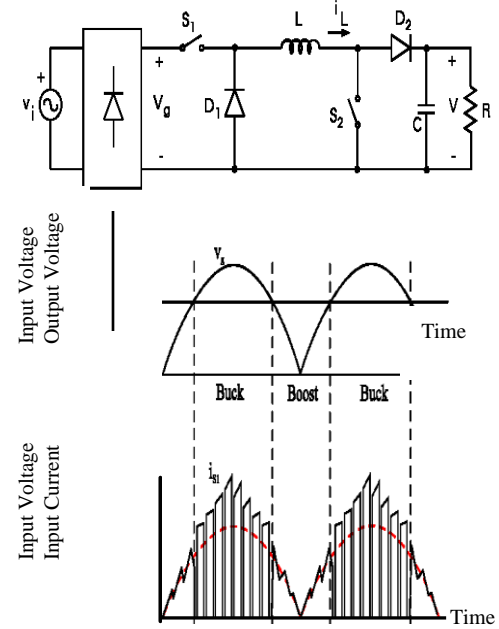 S1
L
iL
D2
+
vi
+
Vg
-
D1
S2
C
+
V
-
R
Input Voltage
Output Voltage
vg
Time
Buck
Boost
Buck
Input Voltage
Input Current
iS1
Time